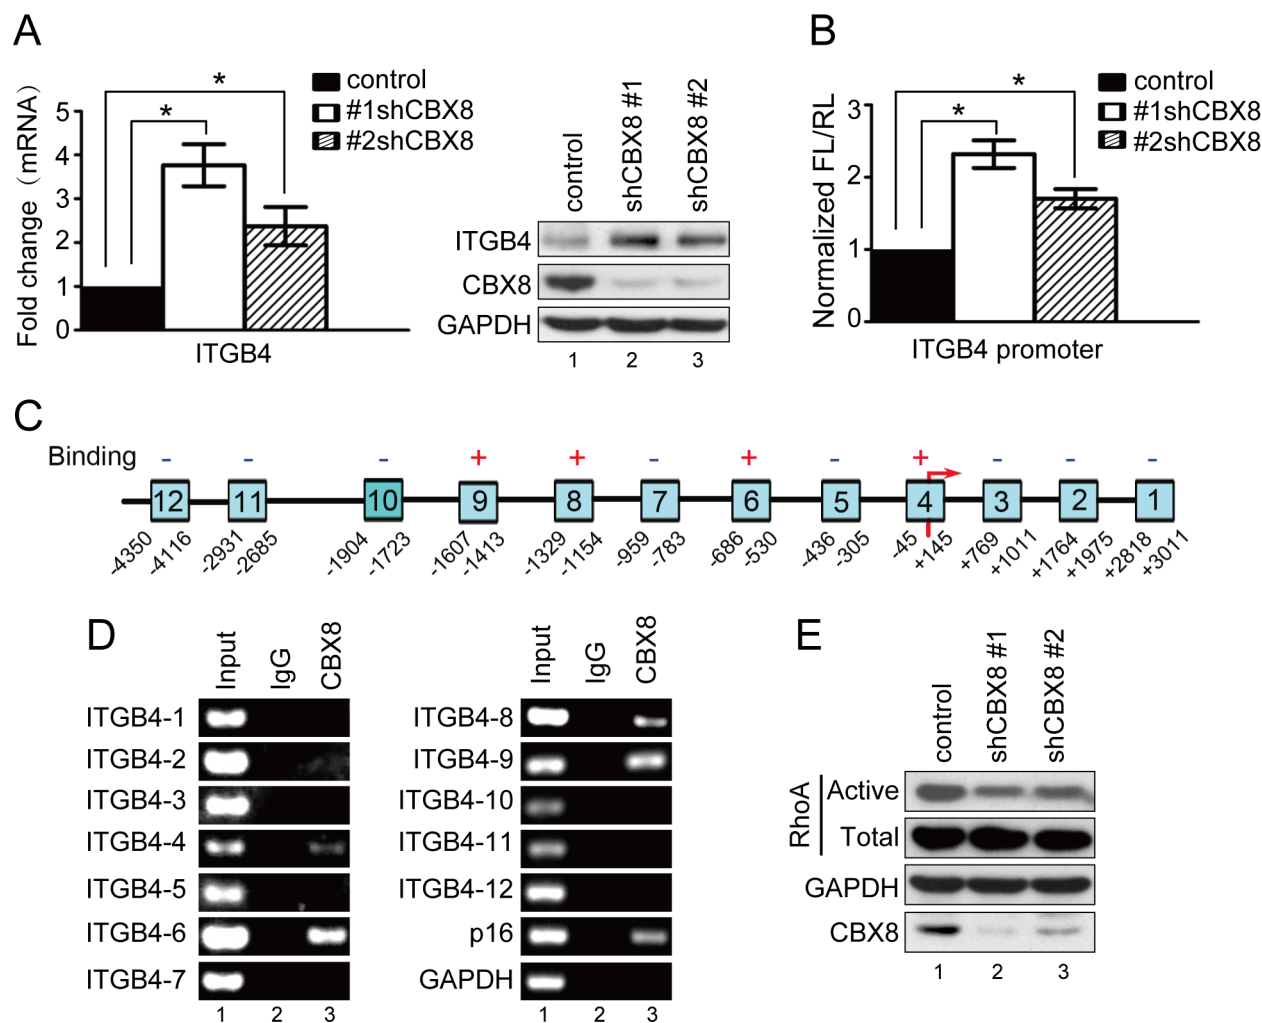 A
control
#1shCBX8
#2shCBX8
*
*
Fold change (mRNA)
5
4
3
2
1
0
ITGB4
control
shCBX8 #1
shCBX8 #2
ITGB4
CBX8
GAPDH
1 2 3
B
control
#1shCBX8
#2shCBX8
*
*
Normalized FL/RL
3
2
1
0
ITGB4 promoter
C
Binding - - - + + - + - + - - -
12 11 10 9 8 7 6 5 4 3 2 1
-4350 -4116 -2931 -2685 -1904 -1723 -1607 -1413 -1329 -1154 -959 -783 -686 -530 -436 -305 -45 +145 +769 +1011 +1764 +1975 +2818 +3011
D
Input IgG CBX8
ITGB4-1
ITGB4-2
ITGB4-3
ITGB4-4
ITGB4-5
ITGB4-6
ITGB4-7
1 2 3
Input IgG CBX8
ITGB4-8
ITGB4-9
ITGB4-10
ITGB4-11
ITGB4-12
p16
GAPDH
1 2 3
E
control
shCBX8 #1
shCBX8 #2
RhoA
Active
Total
GAPDH
CBX8
1 2 3